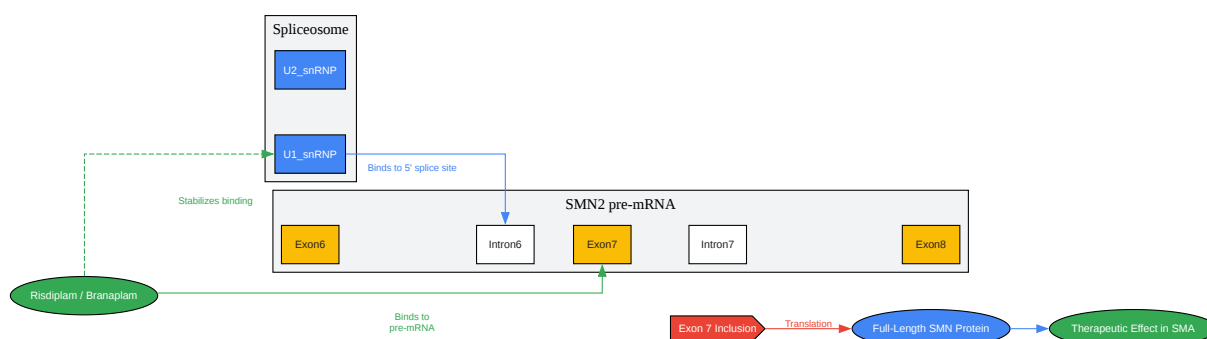 Spliceosome
U2_snRNP
U1_snRNP
Binds to 5' splice site
Stabilizes binding
SMN2 pre-mRNA
Exon6
Intron6
Exon7
Intron7
Exon8
Risdiplam / Branaplam
Binds to
pre-mRNA
Exon 7 Inclusion
Translation
Full-Length SMN Protein
Therapeutic Effect in SMA